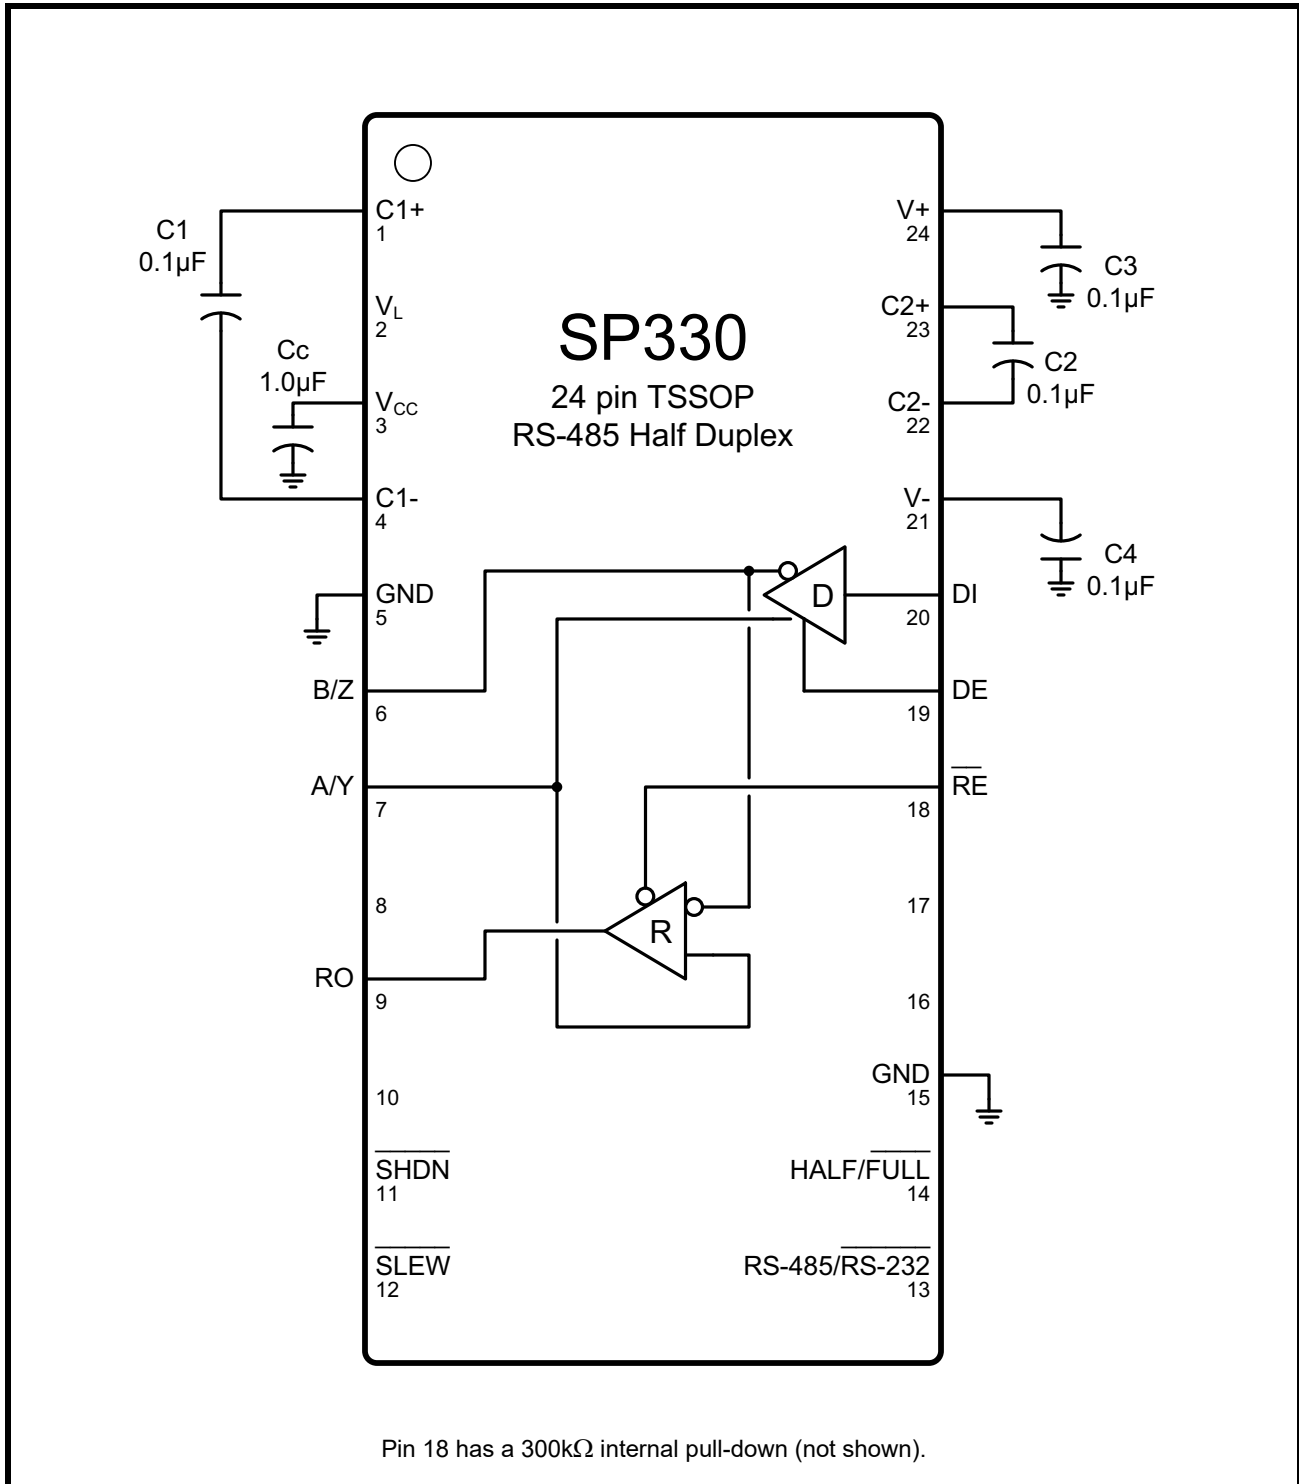 C1+
1
V+
24
C1
0.1µF
C3
0.1µF
VL
2
C2+
23
SP330
24 pin TSSOP
RS-485 Half Duplex
Cc
1.0µF
C2
0.1µF
VCC
3
C2-
22
C1-
4
V-
21
C4
0.1µF
GND
5
D
DI
20
B/Z
6
DE
19
A/Y
7
RE
18
8
17
R
RO
9
16
GND
15
10
SHDN
11
HALF/FULL
14
SLEW
12
RS-485/RS-232
13
Pin 18 has a 300kΩ internal pull-down (not shown).